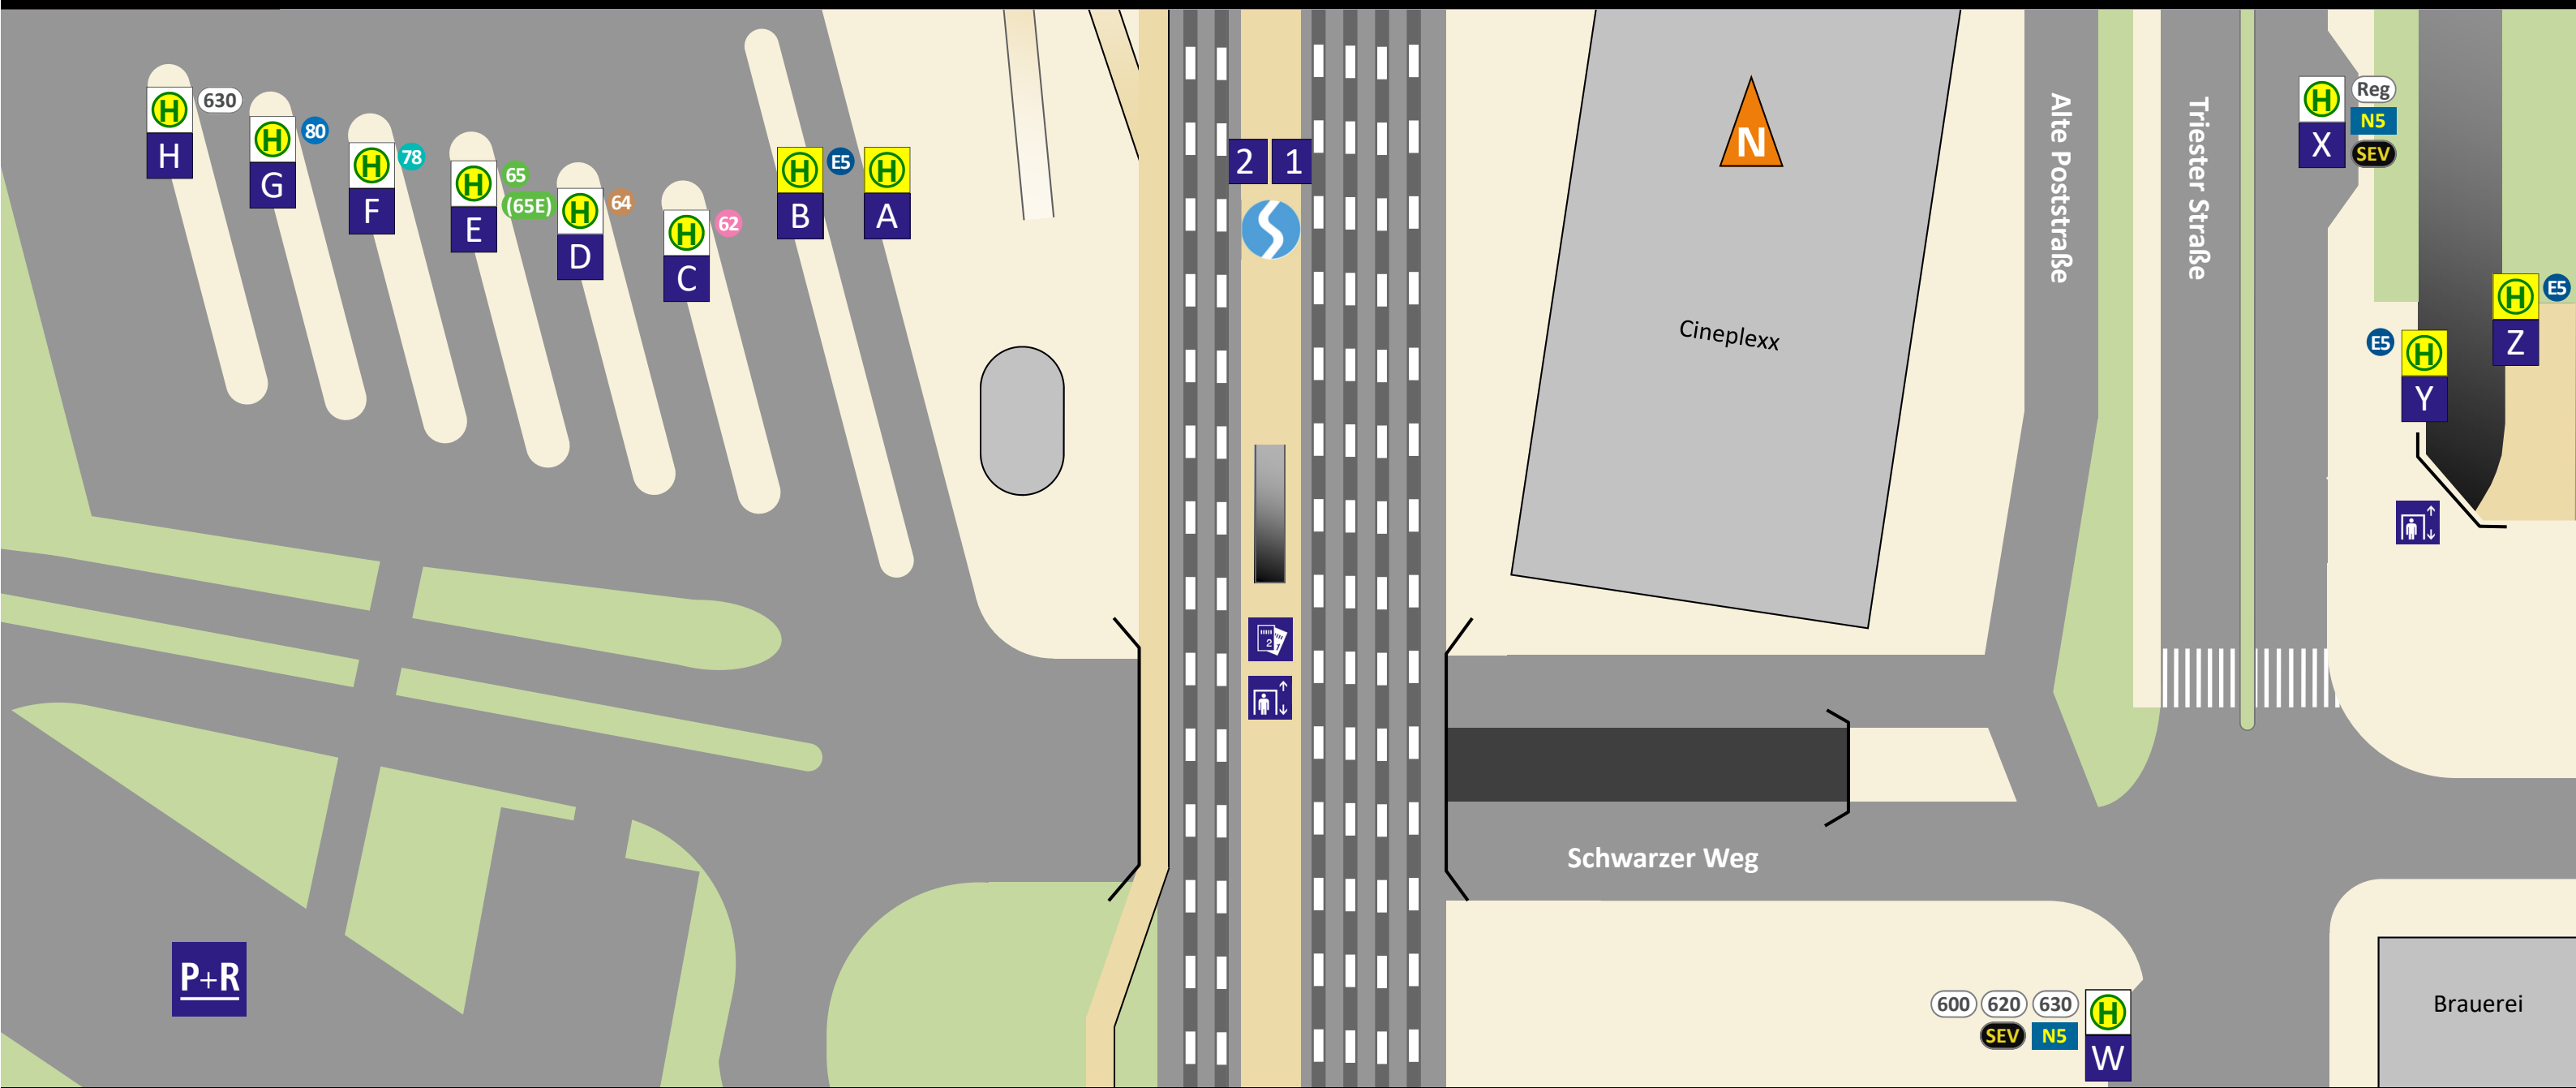 H 630
H
H 80
G
H 78
F
H 65
(65E)
E
H 64
D
H 62
C
H E5
B
H
A
2 1
N
Cineplexx
Alte Poststraße
Triester Straße
H Reg
N5
X SEV
H E5
Z
E5 H
Y
2
Schwarzer Weg
P+R
600 620 630 H
SEV N5
W
Brauerei